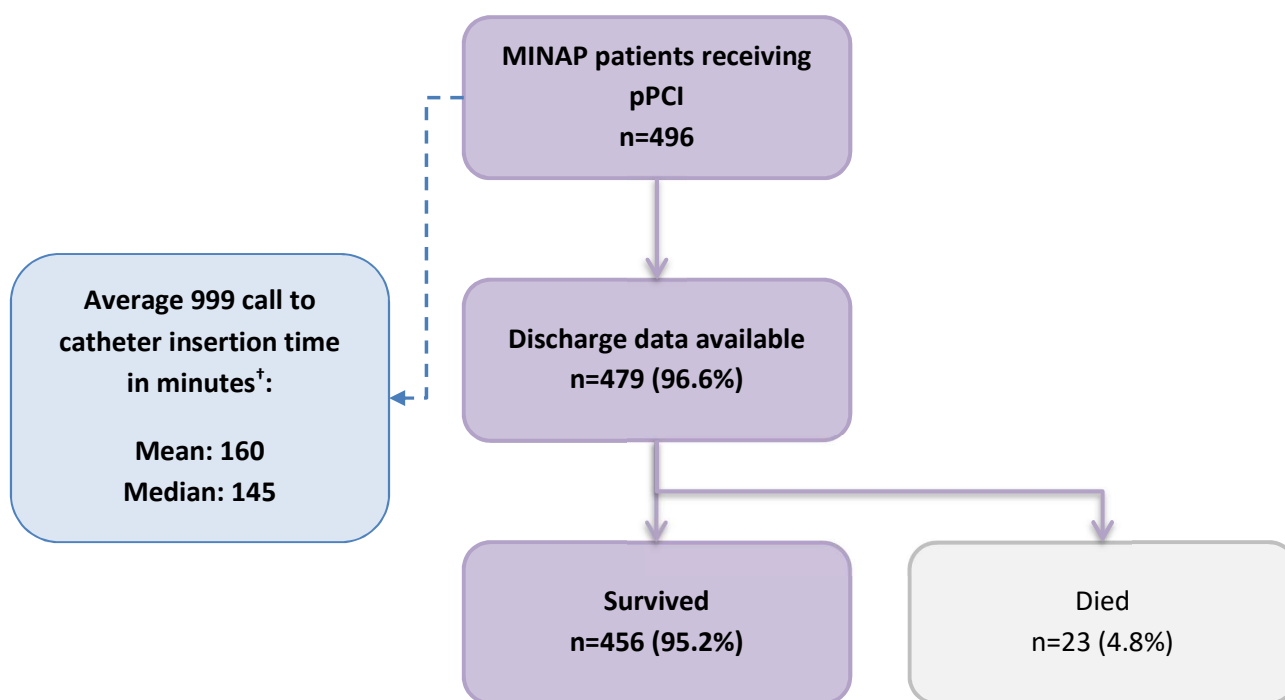 MINAP patients receiving
pPCI
n=496
Average 999 call to
catheter insertion time
in minutes†:
Mean: 160
Median: 145
Discharge data available
n=479 (96.6%)
Survived
n=456 (95.2%)
Died
n=23 (4.8%)